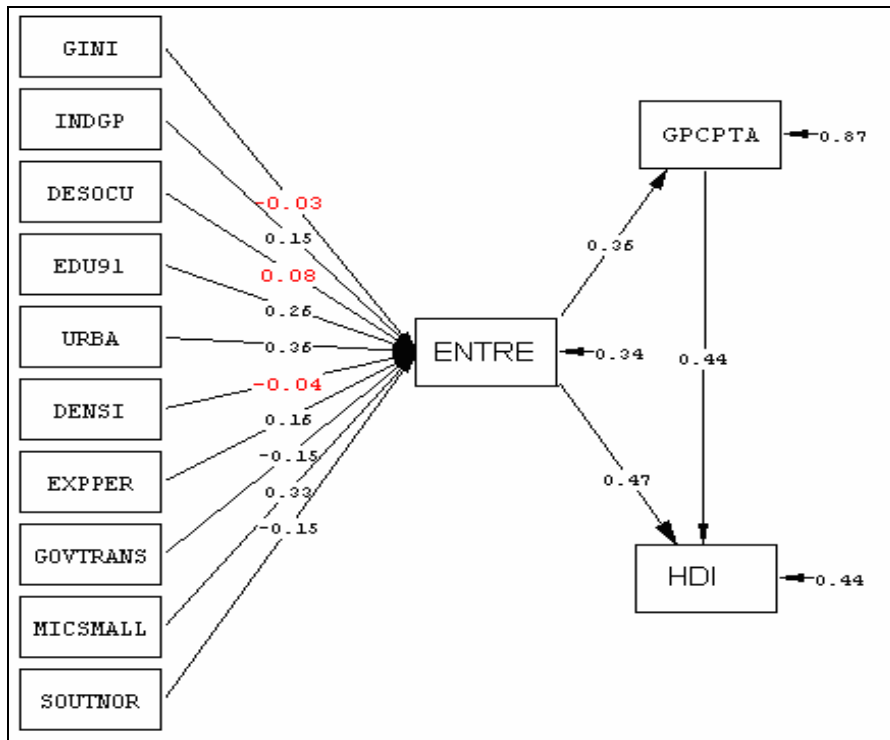 GINI
INDGP
DESOCU
EDU91
URBA
DENSI
EXPPER
GOVTRANS
MICSMALL
SOUTNOR
-0.03
0.15
0.08
0.26
0.36
-0.04
0.16
-0.15
0.33
-0.15
ENTRE
0.34
0.36
0.47
GPCPTA
0.87
0.44
HDI
0.44